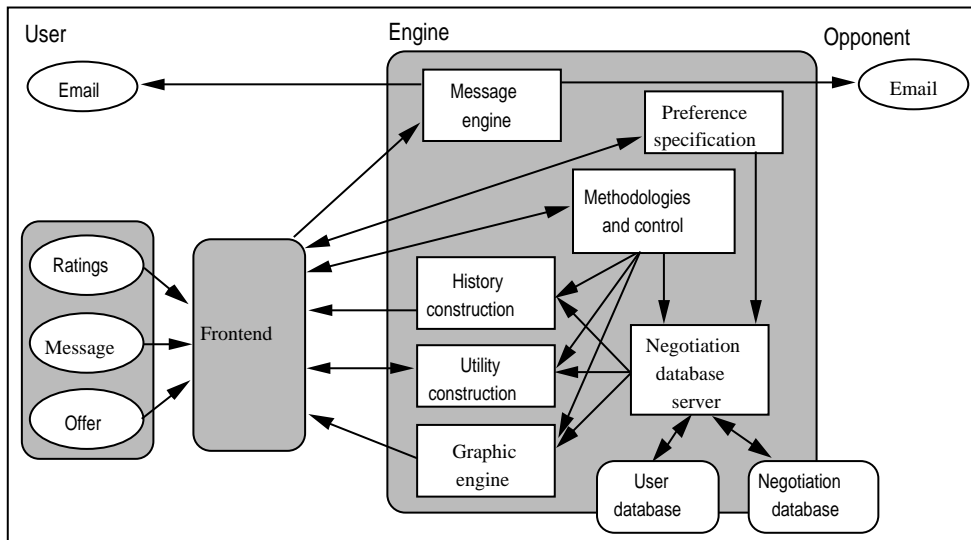 User
Engine
Opponent
Email
Message
engine
Email
Preference
specification
Methodologies
and control
Ratings
History
construction
Message
Frontend
Negotiation
database
server
Utility
construction
Offer
Graphic
engine
User
database
Negotiation
database